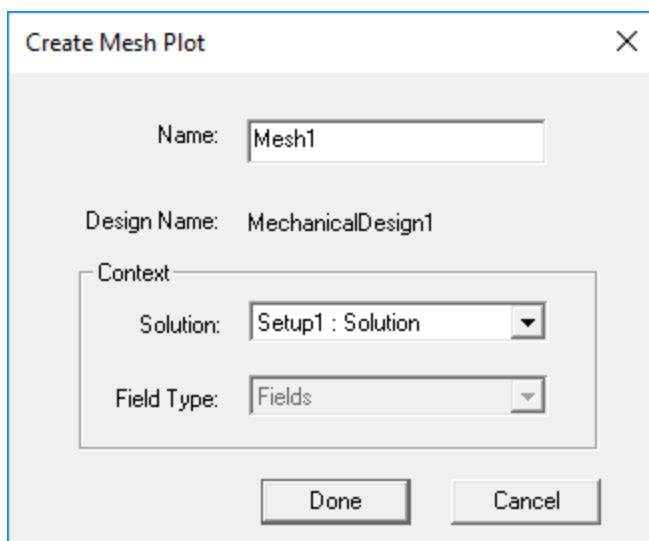 Create Mesh Plot
Name: Mesh1
Design Name: MechanicalDesign1
Context
Solution: Setup1 : Solution
Field Type: Fields
Done Cancel